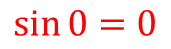 sin 0 = 0